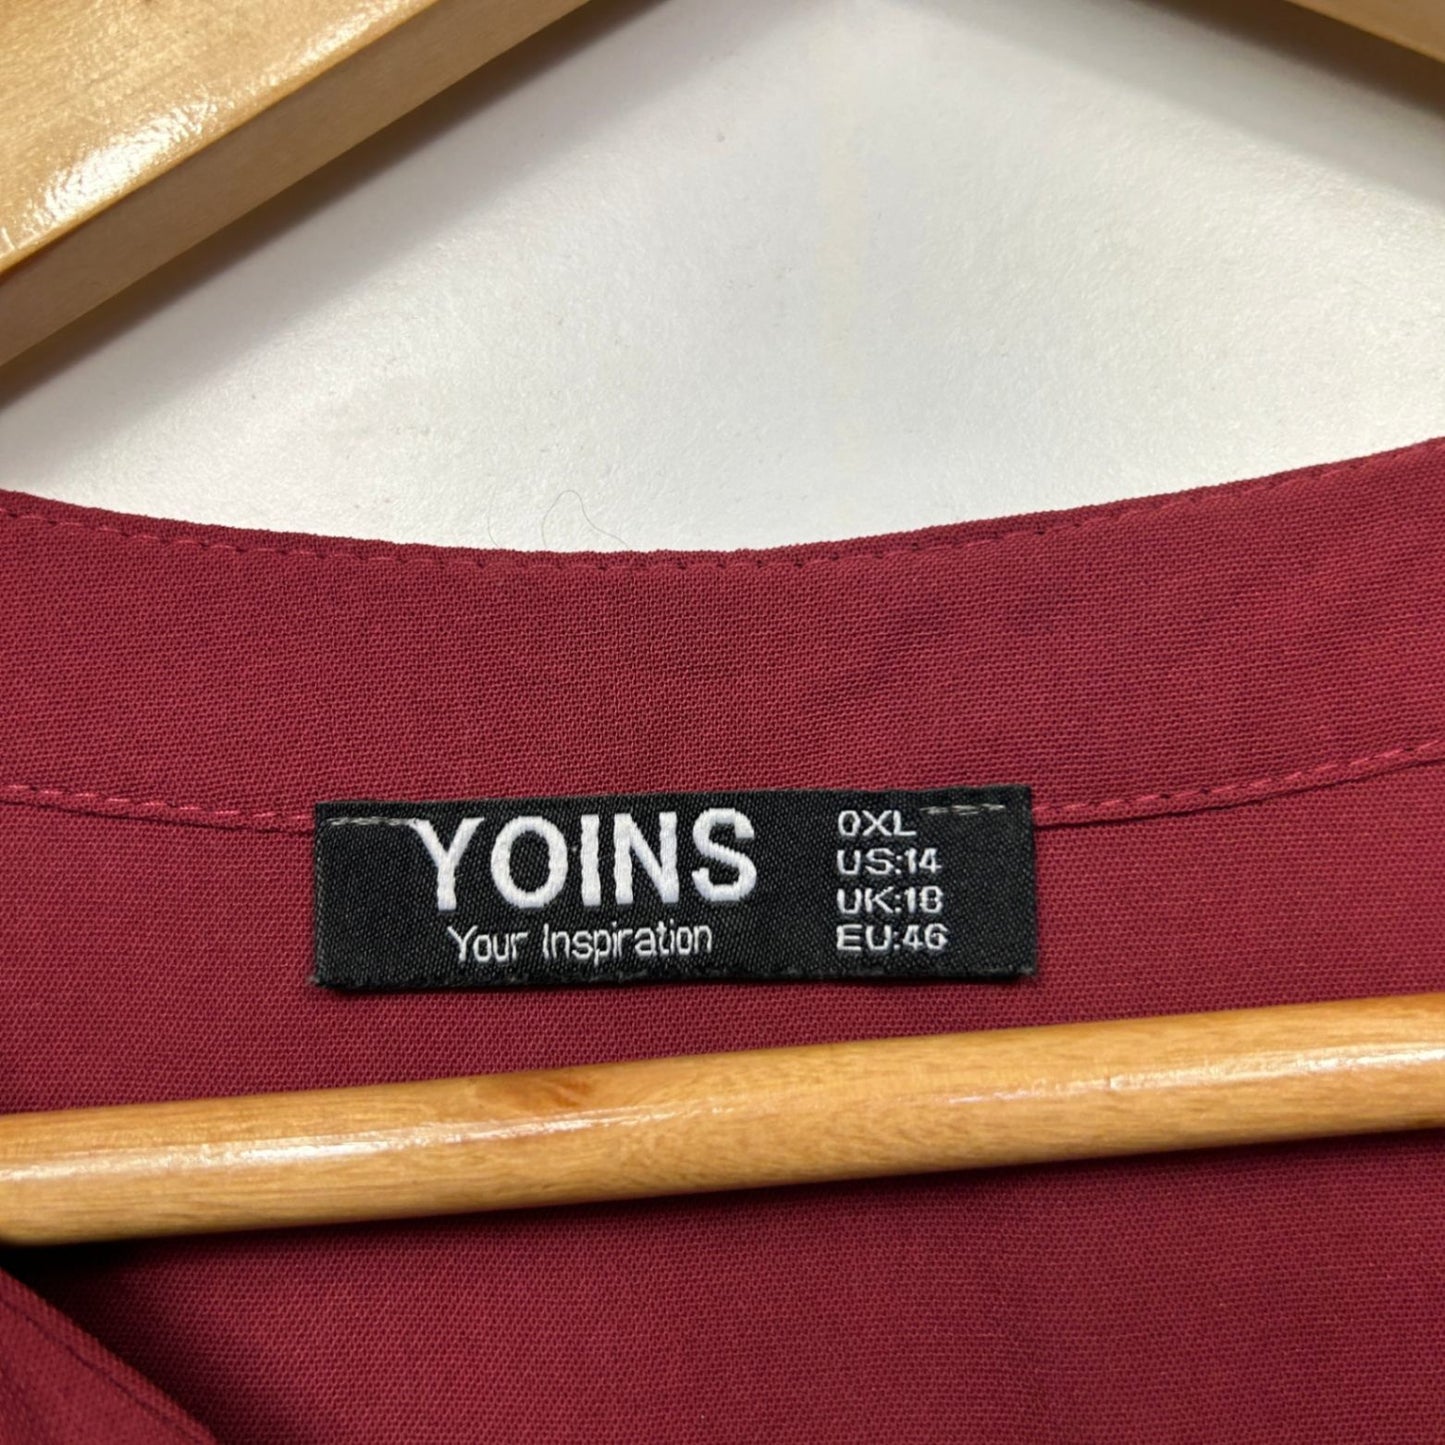 YOINS
Your Inspiration
0XL
US:14
UK:18
EU:46